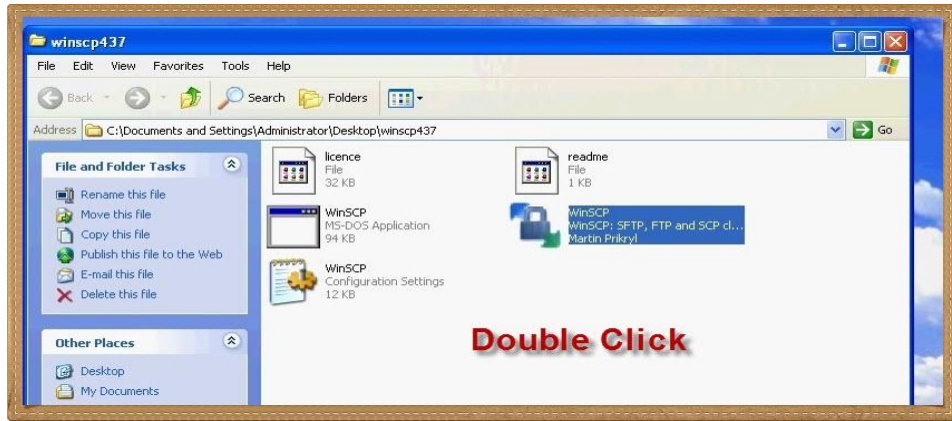 winscp437
File Edit View Favorites Tools Help
Back Search Folders
Address C:\Documents and Settings\Administrator\Desktop\winscp437 Go
File and Folder Tasks
Rename this file
Move this file
Copy this file
Publish this file to the Web
E-mail this file
Delete this file
Other Places
Desktop
My Documents
licence
File
32 KB
readme
File
1 KB
WinSCP
MS-DOS Application
94 KB
WinSCP
WinSCP: SFTP, FTP and SCP cl...
Martin Prikryl
WinSCP
Configuration Settings
12 KB
Double Click